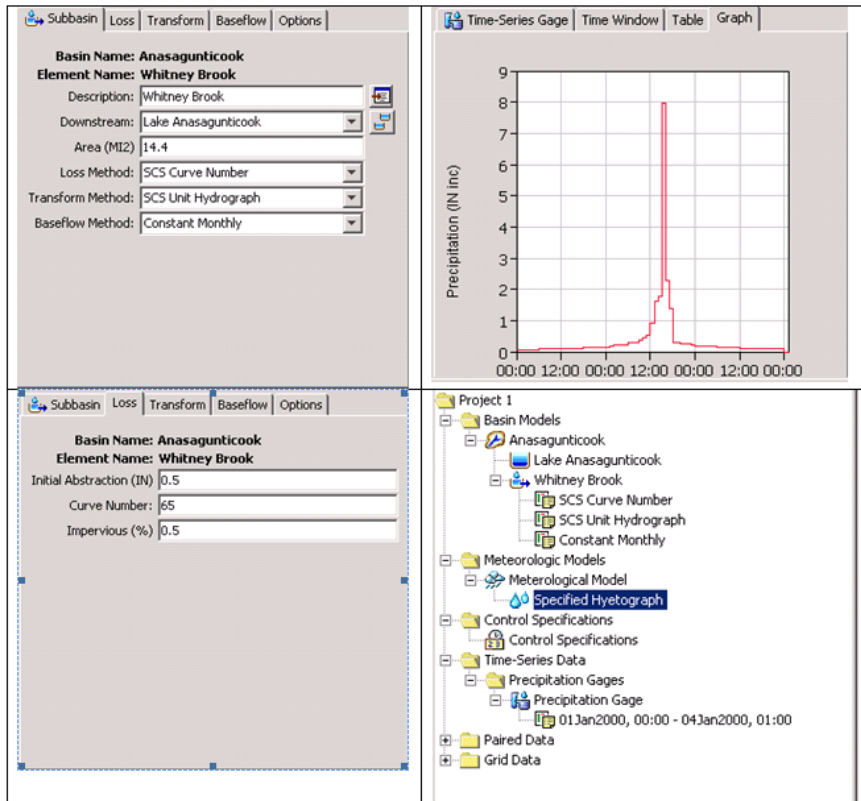 Subbasin Loss Transform Baseflow Options
Basin Name: Anasagunticook
Element Name: Whitney Brook
Description: Whitney Brook
Downstream: Lake Anasagunticook
Area (MI2) 14.4
Loss Method: SCS Curve Number
Transform Method: SCS Unit Hydrograph
Baseflow Method: Constant Monthly
Time-Series Gage Time Window Table Graph
Precipitation (IN inc)
9
8
7
6
5
4
3
2
1
0
00:00 12:00 00:00 12:00 00:00 12:00 00:00
Subbasin Loss Transform Baseflow Options
Basin Name: Anasagunticook
Element Name: Whitney Brook
Initial Abstraction (IN) 0.5
Curve Number: 65
Impervious (%) 0.5
Project 1
Basin Models
Anasagunticook
Lake Anasagunticook
Whitney Brook
SCS Curve Number
SCS Unit Hydrograph
Constant Monthly
Meteorologic Models
Meterological Model
Specified Hyetograph
Control Specifications
Control Specifications
Time-Series Data
Precipitation Gages
Precipitation Gage
01Jan2000, 00:00 - 04Jan2000, 01:00
Paired Data
Grid Data